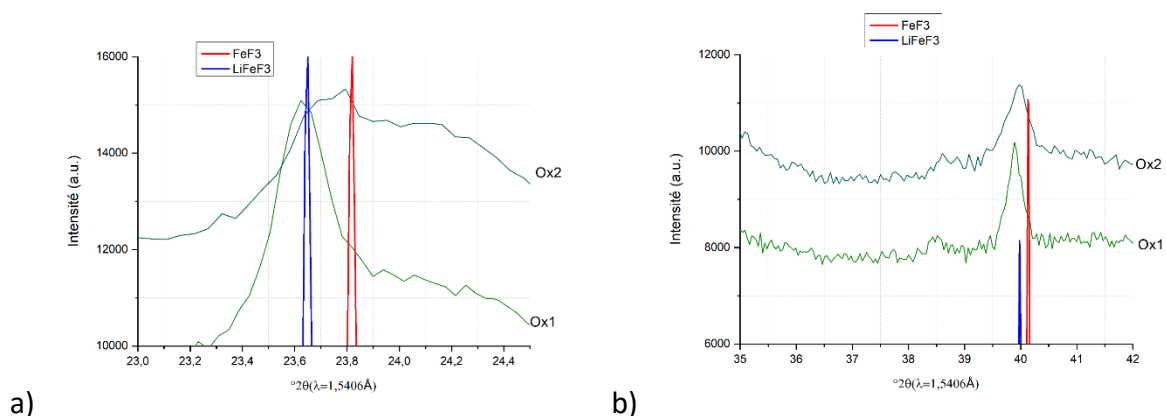 FeF3
LiFeF3
16000
14000
12000
10000
Intensité (a.u.)
Ox2
Ox1
23,0 23,2 23,4 23,6 23,8 24,0 24,2 24,4
°2θ(λ=1,5406Å)
a)
FeF3
LiFeF3
12000
10000
8000
6000
Intensité (a.u.)
Ox2
Ox1
35 36 37 38 39 40 41 42
°2θ(λ=1,5406Å)
b)